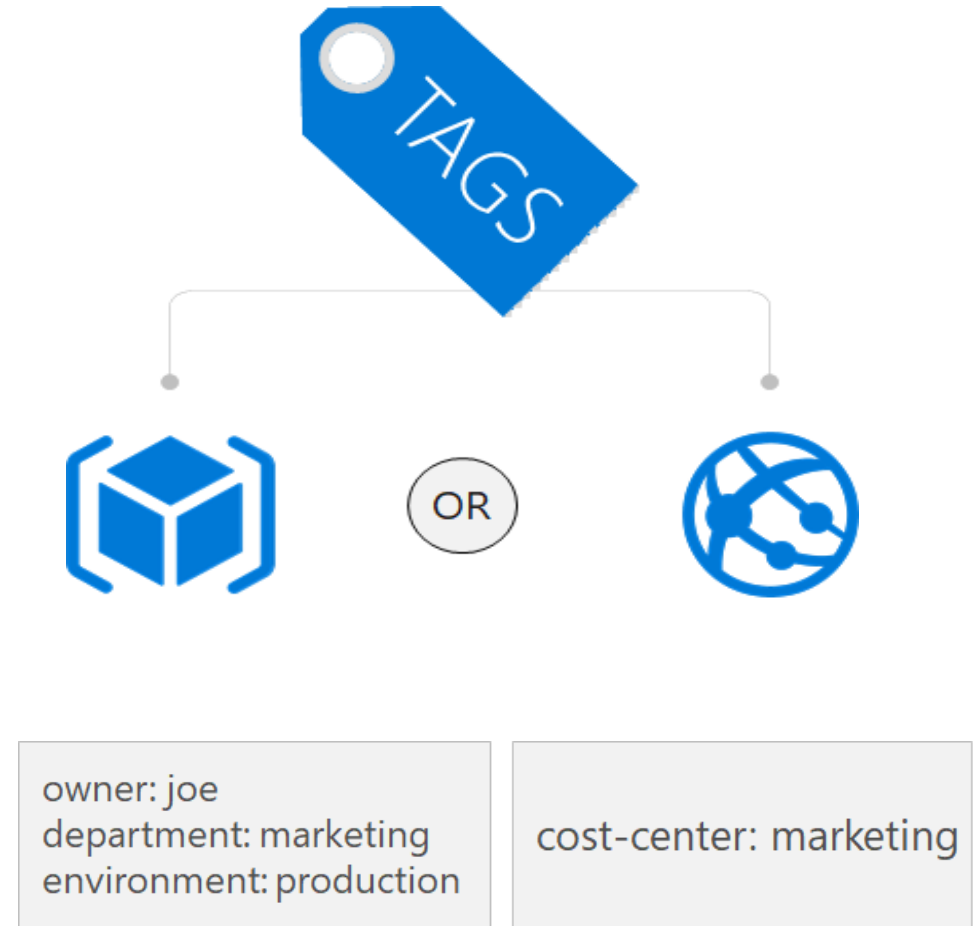 TAGS
OR
owner: joe
department: marketing
environment: production
cost-center: marketing